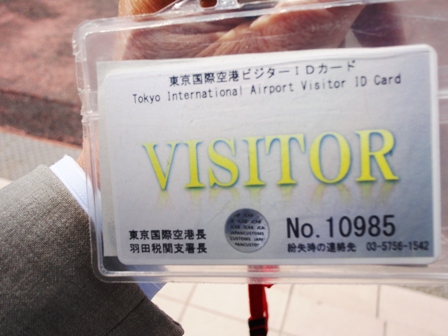 東京国際空港ビジターIDカード
Tokyo International Airport Visitor ID Card
VISITOR
東京国際空港長
羽田税関支署長
No.10985
紛失時の連絡先 03-5756-1542